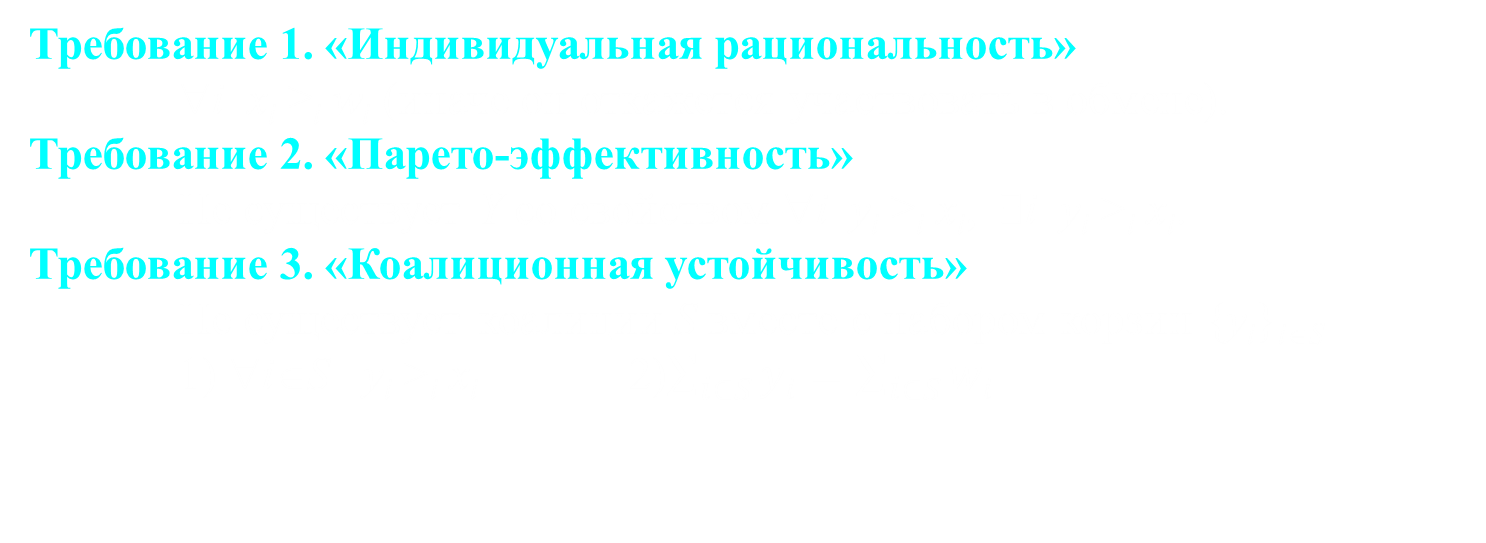 Требование 1. «Индивидуальная рациональность»
Требование 2. «Парето-эффективность»
Требование 3. «Коалиционная устойчивость»